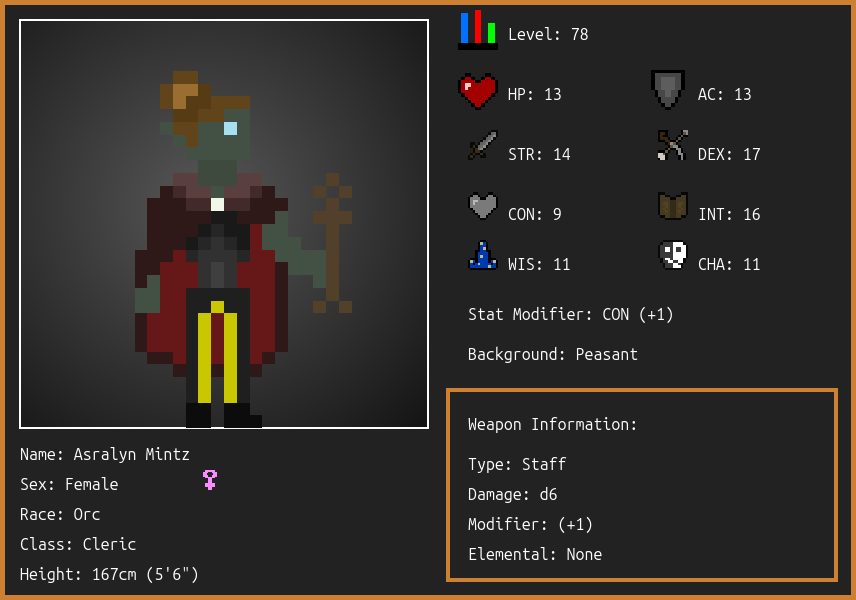 Level: 78
HP: 13
AC: 13
STR: 14
DEX: 17
CON: 9
INT: 16
WIS: 11
CHA: 11
Stat Modifier: CON (+1)
Background: Peasant
Weapon Information:
Type: Staff
Damage: d6
Modifier: (+1)
Elemental: None
Name: Asralyn Mintz
Sex: Female
Race: Orc
Class: Cleric
Height: 167cm (5'6")